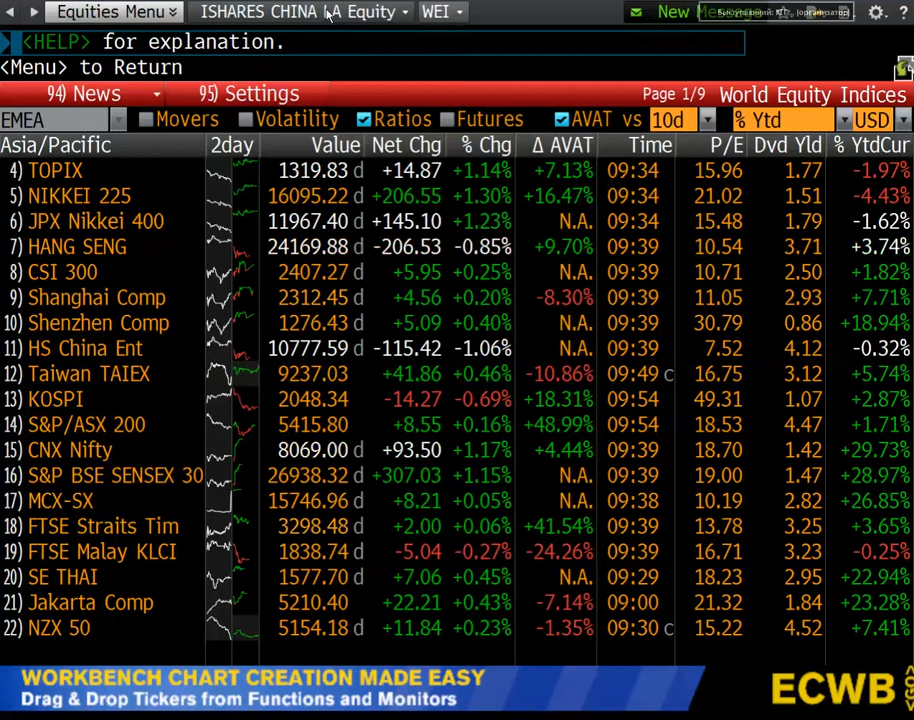 Equities Menu ISHARES CHINA LA Equity WEI New
<HELP> for explanation.
<Menu> to Return
94) News 95) Settings Page 1/9 World Equity Indices
EMEA Movers Volatility Ratios Futures AVAT vs 10d % Ytd USD
Asia/Pacific 2day Value Net Chg % Chg Δ AVAT Time P/E Dvd Yld % YtdCur
4) TOPIX 1319.83 d +14.87 +1.14% +7.13% 09:34 15.96 1.77 -1.97%
5) NIKKEI 225 16095.22 d +206.55 +1.30% +16.47% 09:34 21.02 1.51 -4.43%
6) JPX Nikkei 400 11967.40 d +145.10 +1.23% N.A. 09:34 15.48 1.79 -1.62%
7) HANG SENG 24169.88 d -206.53 -0.85% +9.70% 09:39 10.54 3.71 +3.74%
8) CSI 300 2407.27 d +5.95 +0.25% N.A. 09:39 10.71 2.50 +1.82%
9) Shanghai Comp 2312.45 d +4.56 +0.20% -8.30% 09:39 11.05 2.93 +7.71%
10) Shenzhen Comp 1276.43 d +5.09 +0.40% N.A. 09:39 30.79 0.86 +18.94%
11) HS China Ent 10777.59 d -115.42 -1.06% N.A. 09:39 7.52 4.12 -0.32%
12) Taiwan TAIEX 9237.03 +41.86 +0.46% -10.86% 09:49 c 16.75 3.12 +5.74%
13) KOSPI 2048.34 -14.27 -0.69% +18.31% 09:54 49.31 1.07 +2.87%
14) S&P/ASX 200 5415.80 +8.55 +0.16% +48.99% 09:54 18.53 4.47 +1.71%
15) CNX Nifty 8069.00 d +93.50 +1.17% +4.44% 09:39 18.70 1.42 +29.73%
16) S&P BSE SENSEX 30 26938.32 d +307.03 +1.15% N.A. 09:39 19.00 1.47 +28.97%
17) MCX-SX 15746.96 d +8.21 +0.05% N.A. 09:38 10.19 2.82 +26.85%
18) FTSE Straits Tim 3298.48 d +2.00 +0.06% +41.54% 09:39 13.78 3.25 +3.65%
19) FTSE Malay KLCI 1838.74 d -5.04 -0.27% -24.26% 09:39 16.71 3.23 -0.25%
20) SE THAI 1577.70 d +7.06 +0.45% N.A. 09:29 18.23 2.95 +22.94%
21) Jakarta Comp 5210.40 +22.21 +0.43% -7.14% 09:00 21.32 1.84 +23.28%
22) NZX 50 5154.18 d +11.84 +0.23% -1.35% 09:30 c 15.22 4.52 +7.41%
WORKBENCH CHART CREATION MADE EASY
Drag & Drop Tickers from Functions and Monitors
ECWB